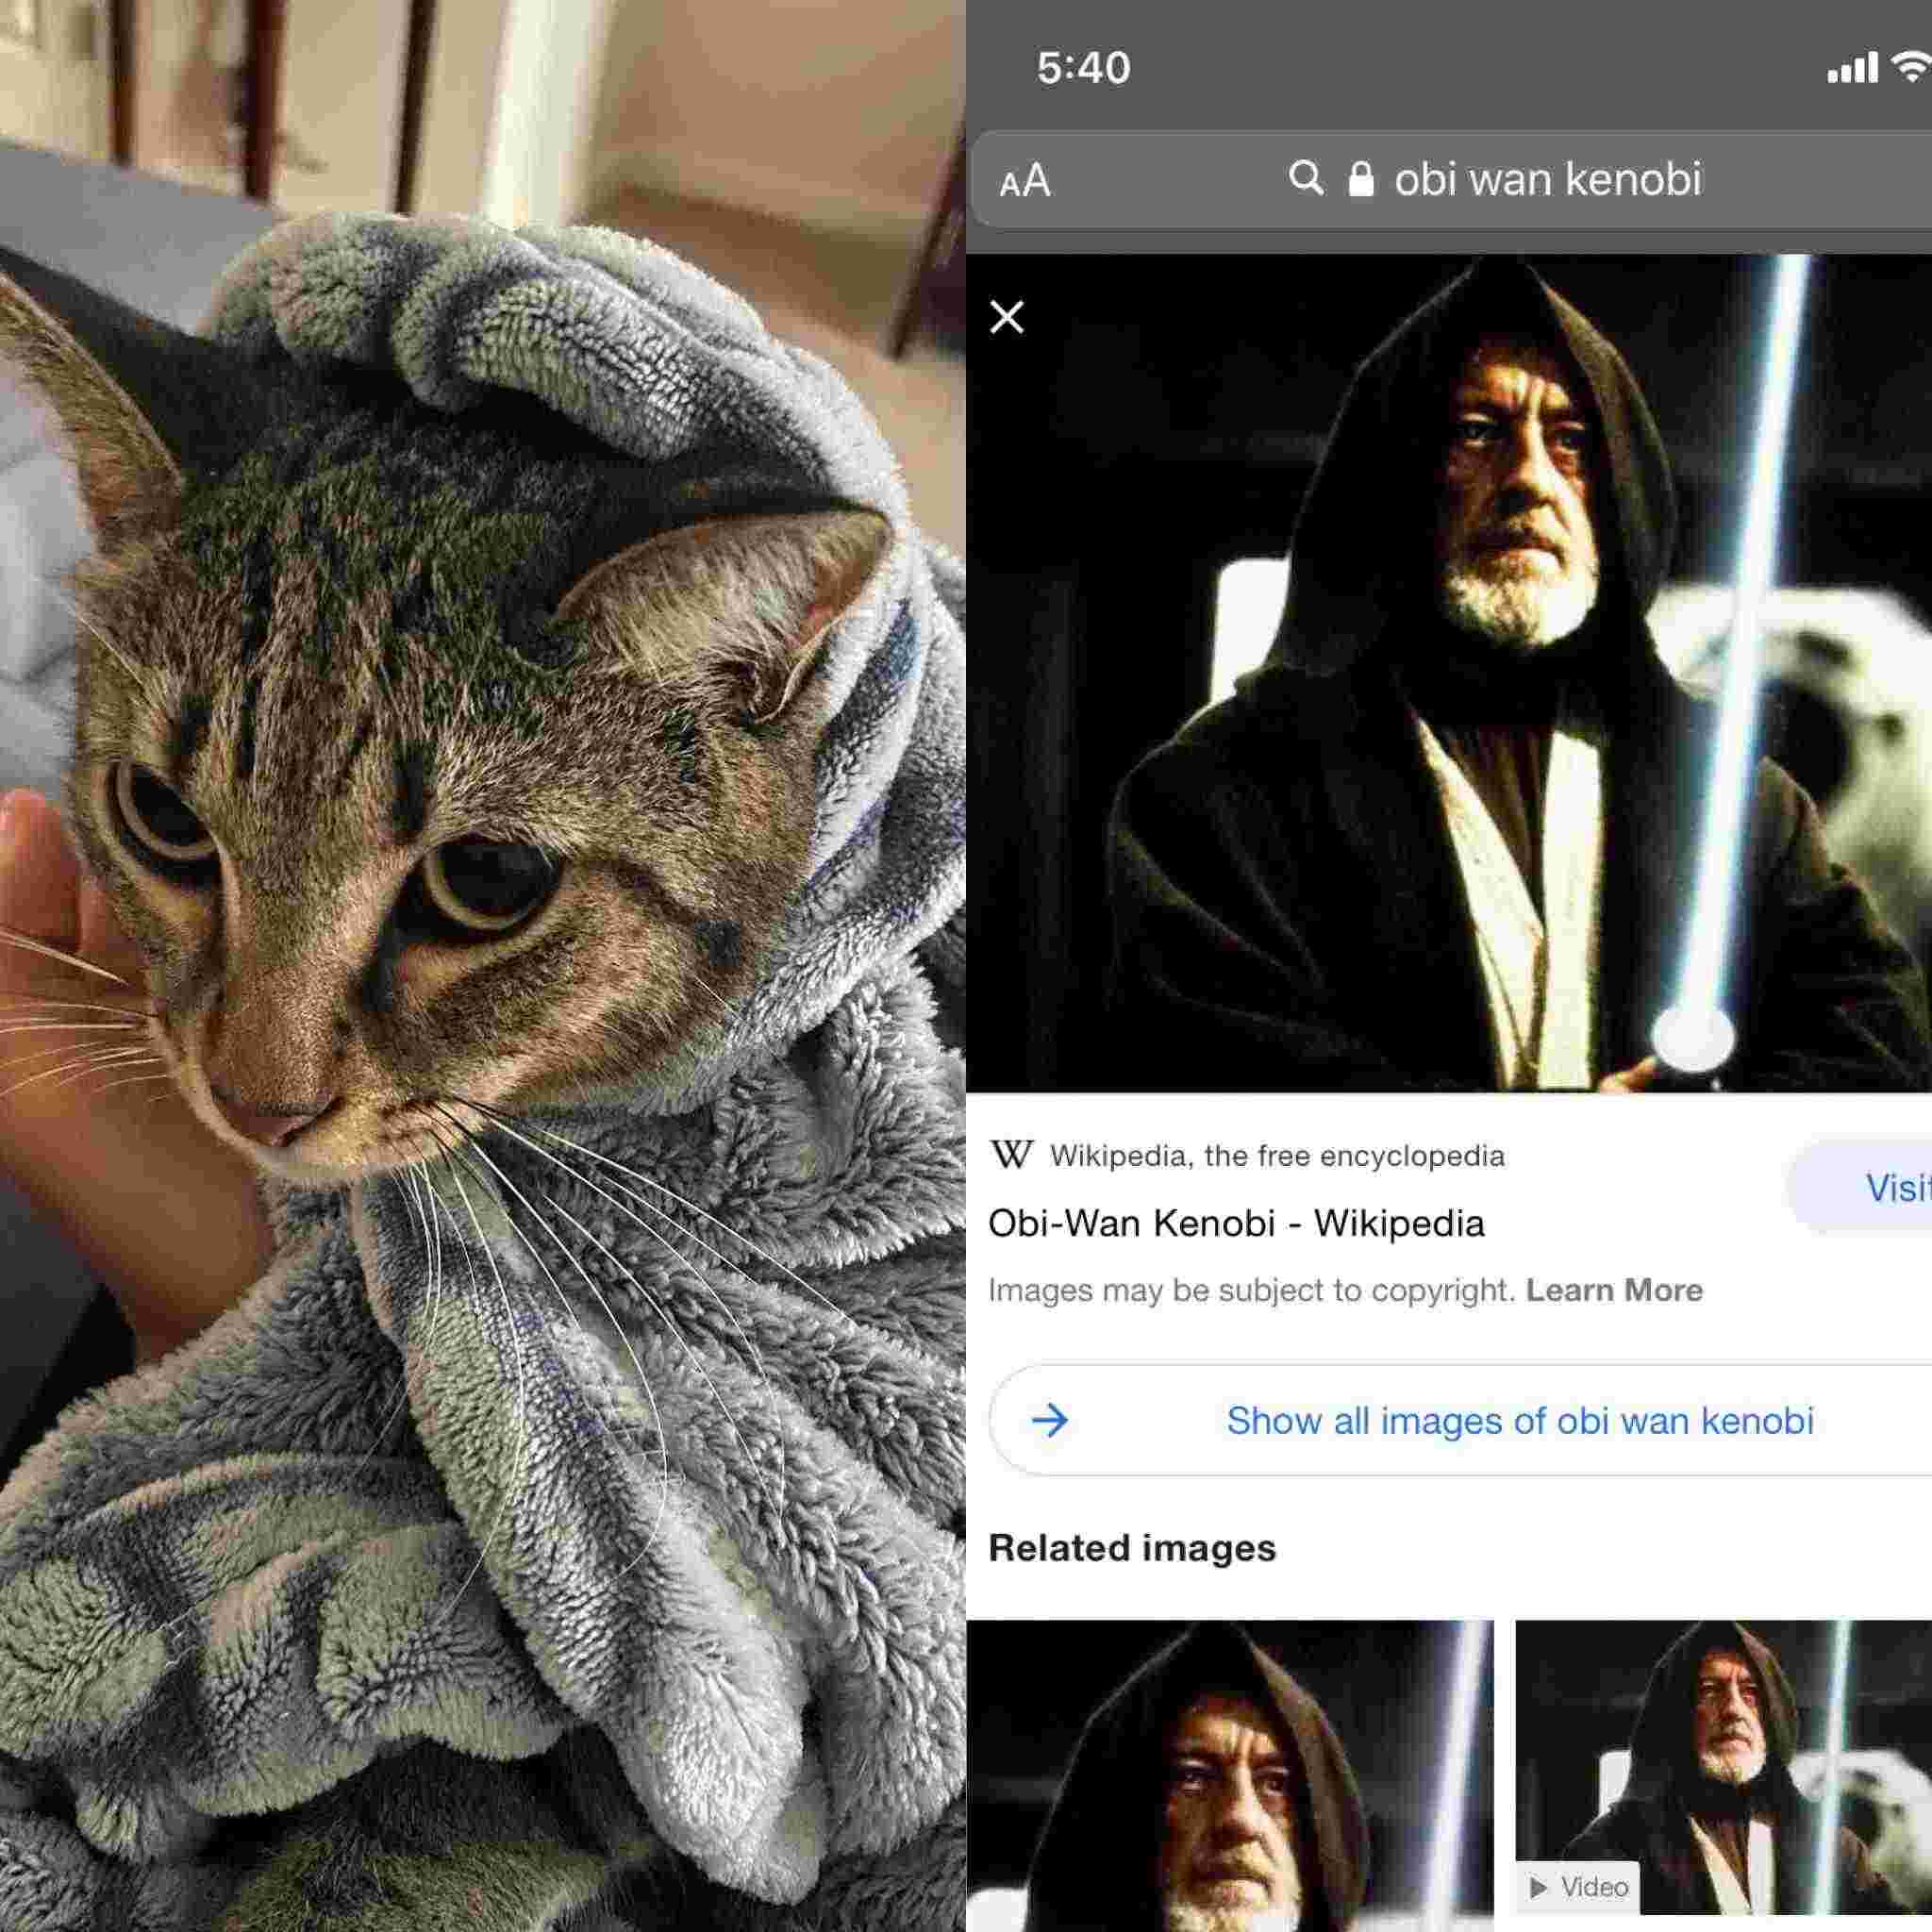 5:40
AA
obi wan kenobi
Wikipedia, the free encyclopedia
Obi-Wan Kenobi - Wikipedia
Visit
Images may be subject to copyright. Learn More
Show all images of obi wan kenobi
Related images
Video